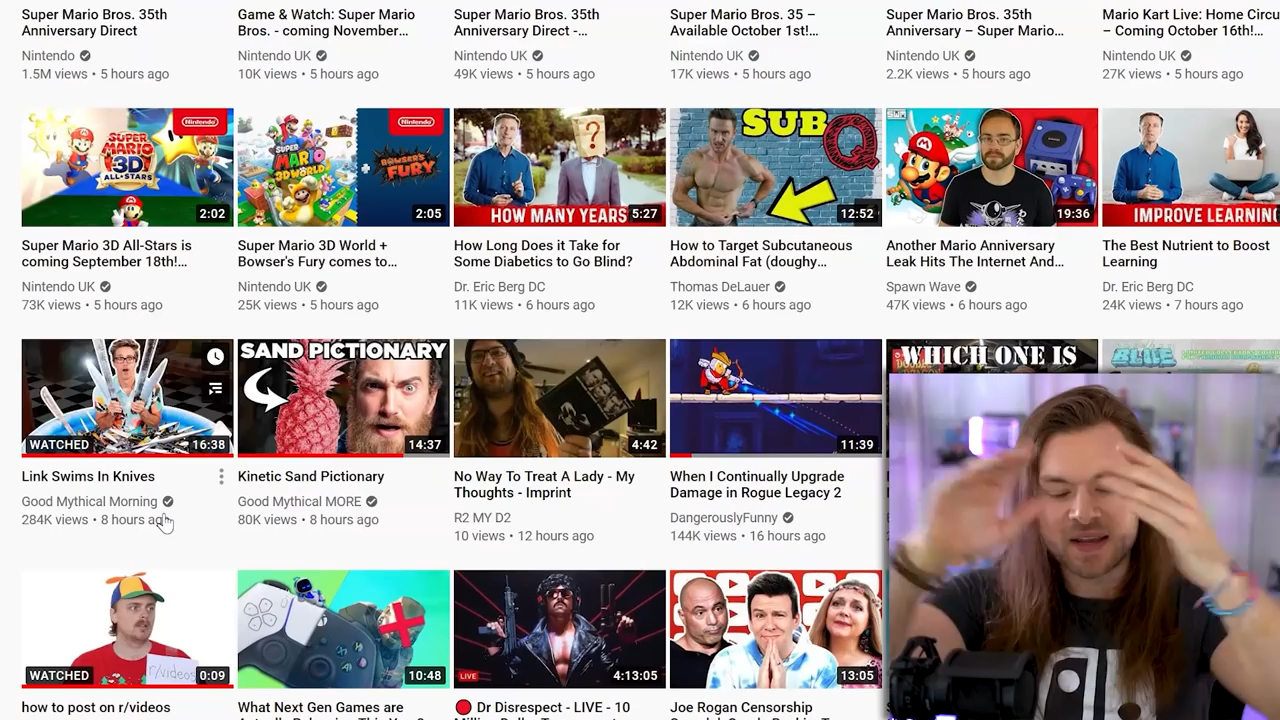 Super Mario Bros. 35th
Anniversary Direct
Nintendo
1.5M views • 5 hours ago
Game & Watch: Super Mario
Bros. - coming November…
Nintendo UK
10K views • 5 hours ago
Super Mario Bros. 35th
Anniversary Direct -…
Nintendo UK
49K views • 5 hours ago
Super Mario Bros. 35 –
Available October 1st!…
Nintendo UK
17K views • 5 hours ago
Super Mario Bros. 35th
Anniversary – Super Mario…
Nintendo UK
2.2K views • 5 hours ago
Mario Kart Live: Home Circu
– Coming October 16th!…
Nintendo UK
27K views • 5 hours ago
Nintendo
SUPER
MARIO
3D
ALL-STARS
2:02
Super Mario 3D All-Stars is
coming September 18th!…
Nintendo UK
73K views • 5 hours ago
Nintendo
SUPER
MARIO
3D WORLD
+
BOWSER'S
FURY
2:05
Super Mario 3D World +
Bowser's Fury comes to…
Nintendo UK
25K views • 5 hours ago
?
HOW MANY YEARS
5:27
How Long Does it Take for
Some Diabetics to Go Blind?
Dr. Eric Berg DC
11K views • 6 hours ago
SUB
Q
12:52
How to Target Subcutaneous
Abdominal Fat (doughy…
Thomas DeLauer
12K views • 6 hours ago
19:36
Another Mario Anniversary
Leak Hits The Internet And…
Spawn Wave
47K views • 6 hours ago
IMPROVE LEARNING
The Best Nutrient to Boost
Learning
Dr. Eric Berg DC
24K views • 7 hours ago
WATCHED
16:38
Link Swims In Knives
Good Mythical Morning
284K views • 8 hours ago
SAND PICTIONARY
14:37
Kinetic Sand Pictionary
Good Mythical MORE
80K views • 8 hours ago
4:42
No Way To Treat A Lady - My
Thoughts - Imprint
R2 MY D2
10 views • 12 hours ago
11:39
When I Continually Upgrade
Damage in Rogue Legacy 2
DangerouslyFunny
144K views • 16 hours ago
WHICH ONE IS
BLUE
r/videos
WATCHED
0:09
how to post on r/videos
10:48
What Next Gen Games are
LIVE
4:13:05
Dr Disrespect - LIVE - 10
13:05
Joe Rogan Censorship